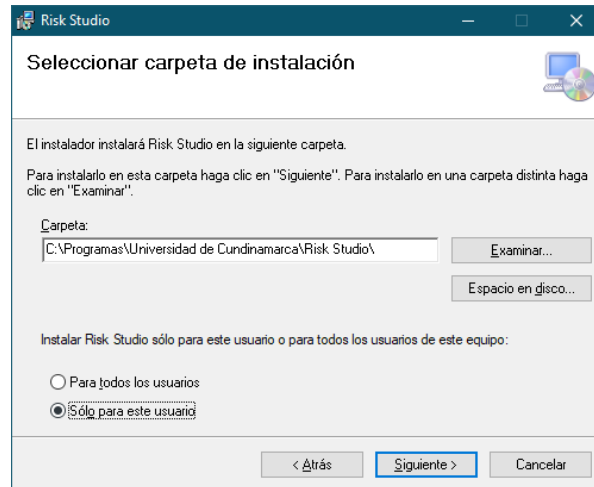 Risk Studio
Seleccionar carpeta de instalación
El instalador instalará Risk Studio en la siguiente carpeta.
Para instalarlo en esta carpeta haga clic en "Siguiente". Para instalarlo en una carpeta distinta haga
clic en "Examinar".
Carpeta:
C:\Programas\Universidad de Cundinamarca\Risk Studio\
Examinar...
Espacio en disco...
Instalar Risk Studio sólo para este usuario o para todos los usuarios de este equipo:
Para todos los usuarios
Sólo para este usuario
< Atrás
Siguiente >
Cancelar